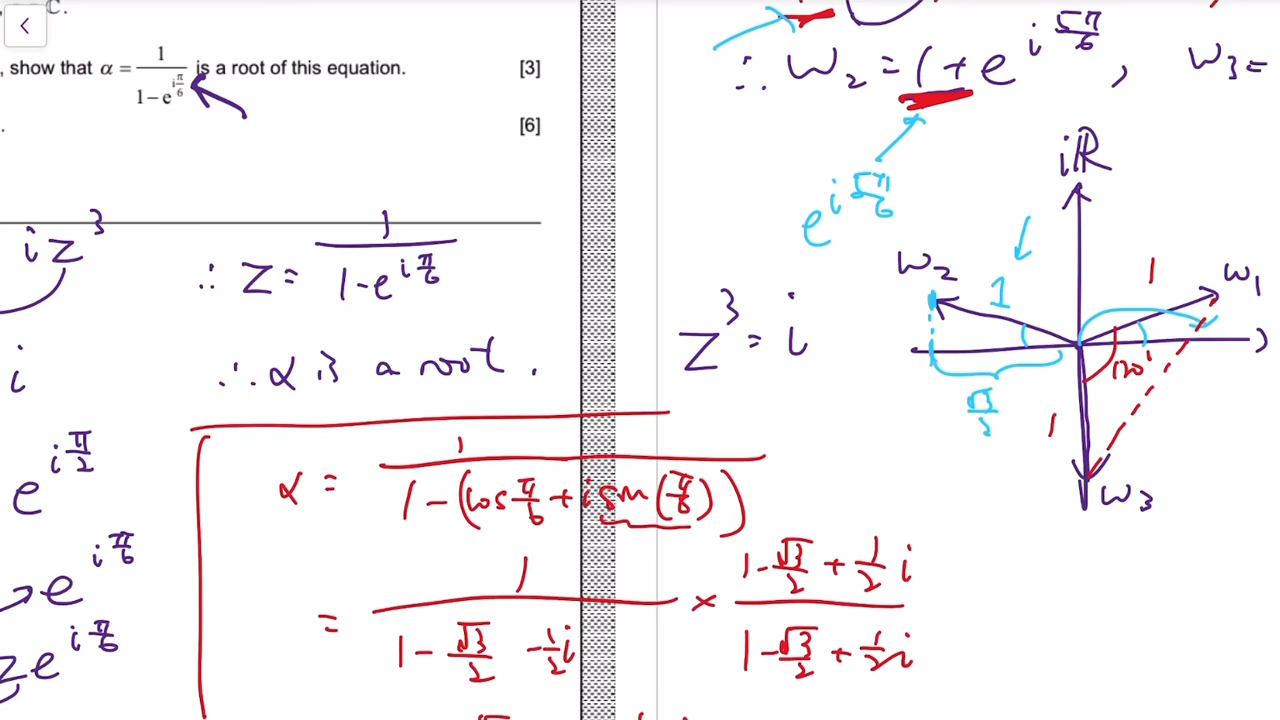 C.
, show that α = 1/(1−e^(iπ/6)) is a root of this equation. [3]
. [6]
iz³
∴ z = 1/(1-e^(iπ/6))
i
∴ α is a root.
e^(iπ/2)
e^(iπ/6)
ze^(iπ/6)
α = 1/(1-(cos π/6 + i sin(π/6)))
= 1/(1-√3/2 -1/2 i) × (1-√3/2 + 1/2 i)/(1-√3/2 + 1/2 i)
∴ w₂ = 1+e^(i5π/6), w₃=
e^(i5π/6)
iR
z³ = i
w₂
1
1
w₁
120°
√3/2
1
w₃